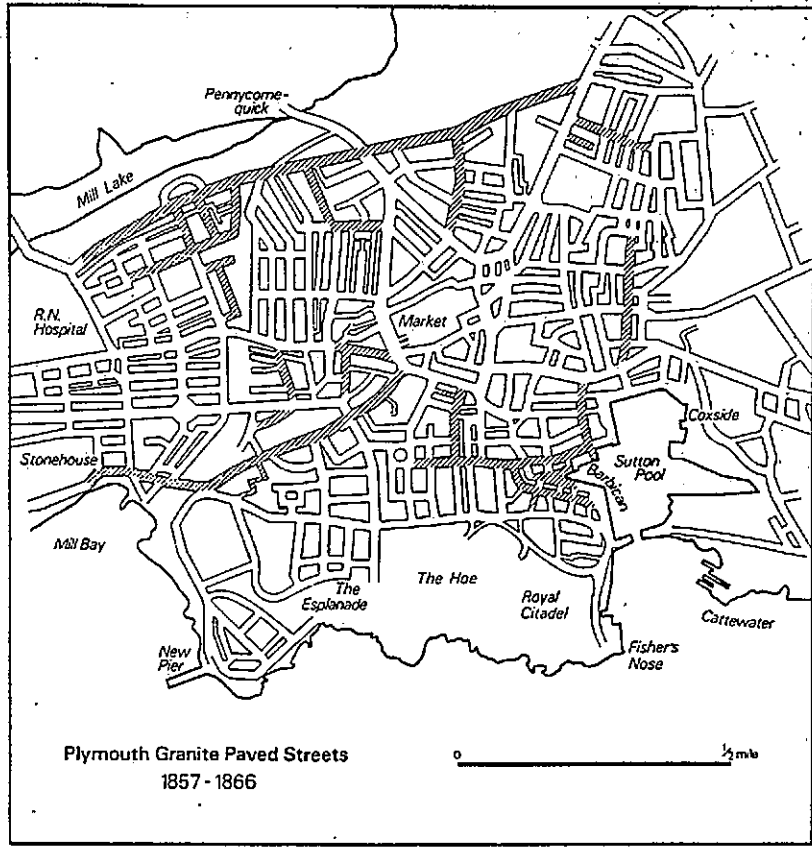 Pennycome-
quick
Mill Lake
R.N.
Hospital
Market
Coxside
Stonehouse
Sutton
Pool
Barbican
Mill Bay
The Hoe
The
Esplanade
Royal
Citadel
Cattewater
New
Pier
Fisher's
Nose
Plymouth Granite Paved Streets
1857-1866
0
½ mile